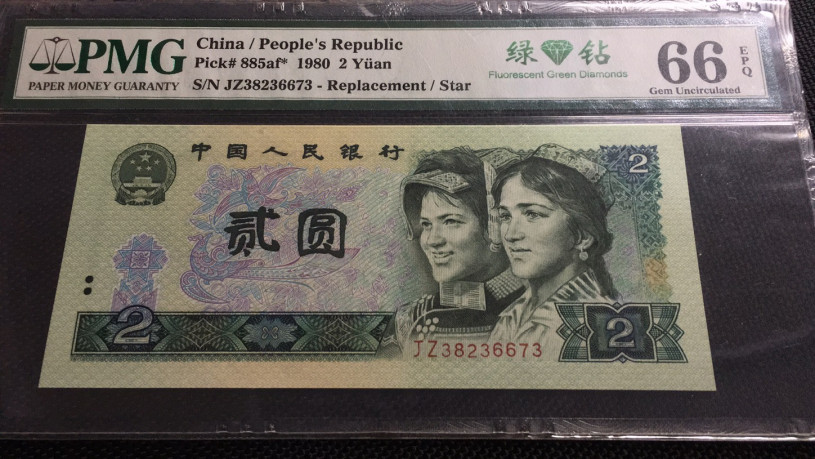 PMG
PAPER MONEY GUARANTY
China / People's Republic
Pick# 885af* 1980 2 Yüan
S/N JZ38236673 - Replacement / Star
绿 钻
Fluorescent Green Diamonds
66 EPQ
Gem Uncirculated
中国人民银行
2
贰圆
2
JZ38236673
2